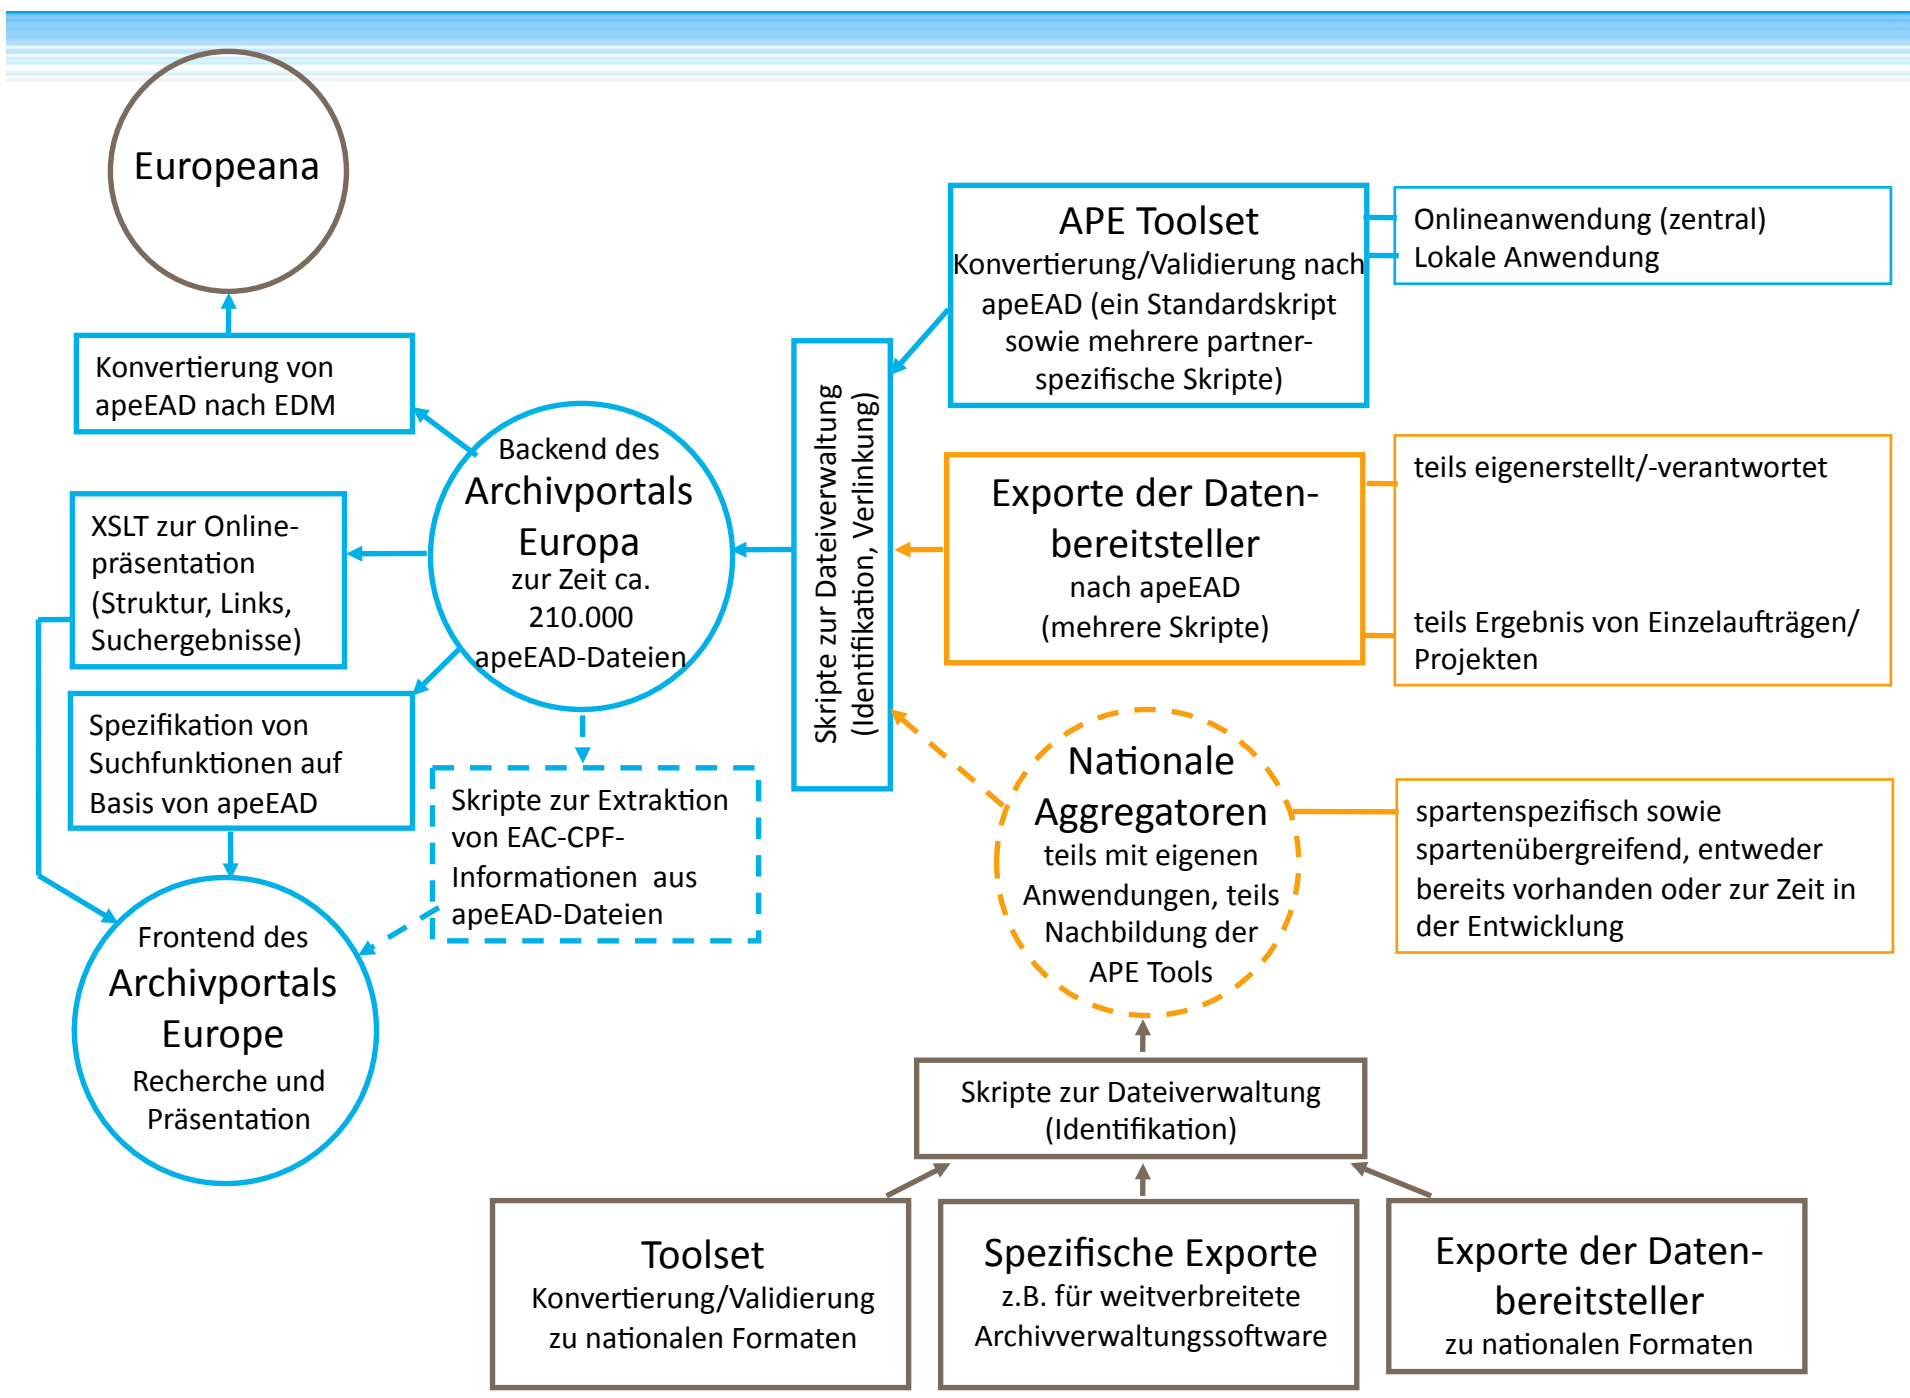 Europeana
Konvertierung von
apeEAD nach EDM
XSLT zur Online-
präsentation
(Struktur, Links,
Suchergebnisse)
Spezifikation von
Suchfunktionen auf
Basis von apeEAD
Frontend des
Archivportals
Europe
Recherche und
Präsentation
Backend des
Archivportals
Europa
zur Zeit ca.
210.000
apeEAD-Dateien
Skripte zur Extraktion
von EAC-CPF-
Informationen aus
apeEAD-Dateien
Skripte zur Dateiverwaltung
(Identifikation, Verlinkung)
APE Toolset
Konvertierung/Validierung nach
apeEAD (ein Standardskript
sowie mehrere partner-
spezifische Skripte)
Onlineanwendung (zentral)
Lokale Anwendung
Exporte der Daten-
bereitsteller
nach apeEAD
(mehrere Skripte)
teils eigenerstellt/-verantwortet
teils Ergebnis von Einzelaufträgen/
Projekten
Nationale
Aggregatoren
teils mit eigenen
Anwendungen, teils
Nachbildung der
APE Tools
spartenspezifisch sowie
spartenübergreifend, entweder
bereits vorhanden oder zur Zeit in
der Entwicklung
Skripte zur Dateiverwaltung
(Identifikation)
Toolset
Konvertierung/Validierung
zu nationalen Formaten
Spezifische Exporte
z.B. für weitverbreitete
Archivverwaltungssoftware
Exporte der Daten-
bereitsteller
zu nationalen Formaten